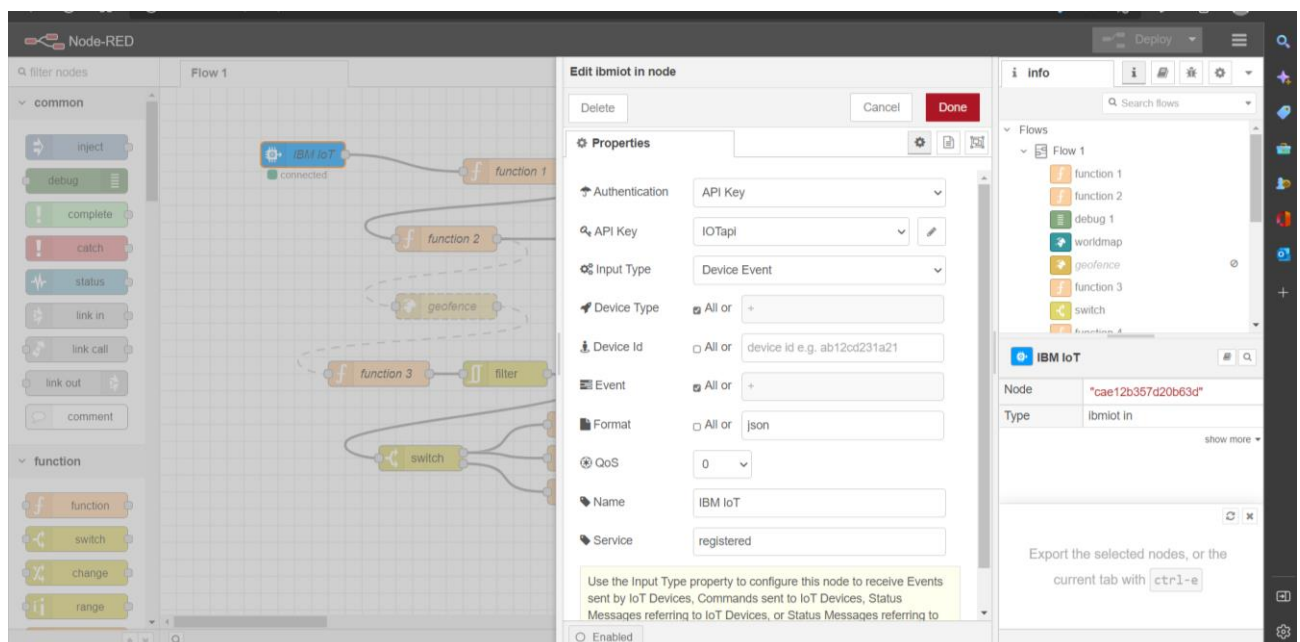 Node-RED
Deploy
filter nodes
common
inject
debug
complete
catch
status
link in
link call
link out
comment
function
function
switch
change
range
Flow 1
IBM IoT
connected
function 1
function 2
geofence
function 3
filter
switch
Edit ibmiot in node
Delete
Cancel
Done
Properties
Authentication
API Key
API Key
IOTapi
Input Type
Device Event
Device Type
All or
+
Device Id
All or
device id e.g. ab12cd231a21
Event
All or
+
Format
All or
json
QoS
0
Name
IBM IoT
Service
registered
Use the Input Type property to configure this node to receive Events
sent by IoT Devices, Commands sent to IoT Devices, Status
Messages referring to IoT Devices, or Status Messages referring to
Enabled
info
Search flows
Flows
Flow 1
function 1
function 2
debug 1
worldmap
geofence
function 3
switch
function 4
IBM IoT
Node
"cae12b357d20b63d"
Type
ibmiot in
show more
Export the selected nodes, or the
current tab with ctrl-e